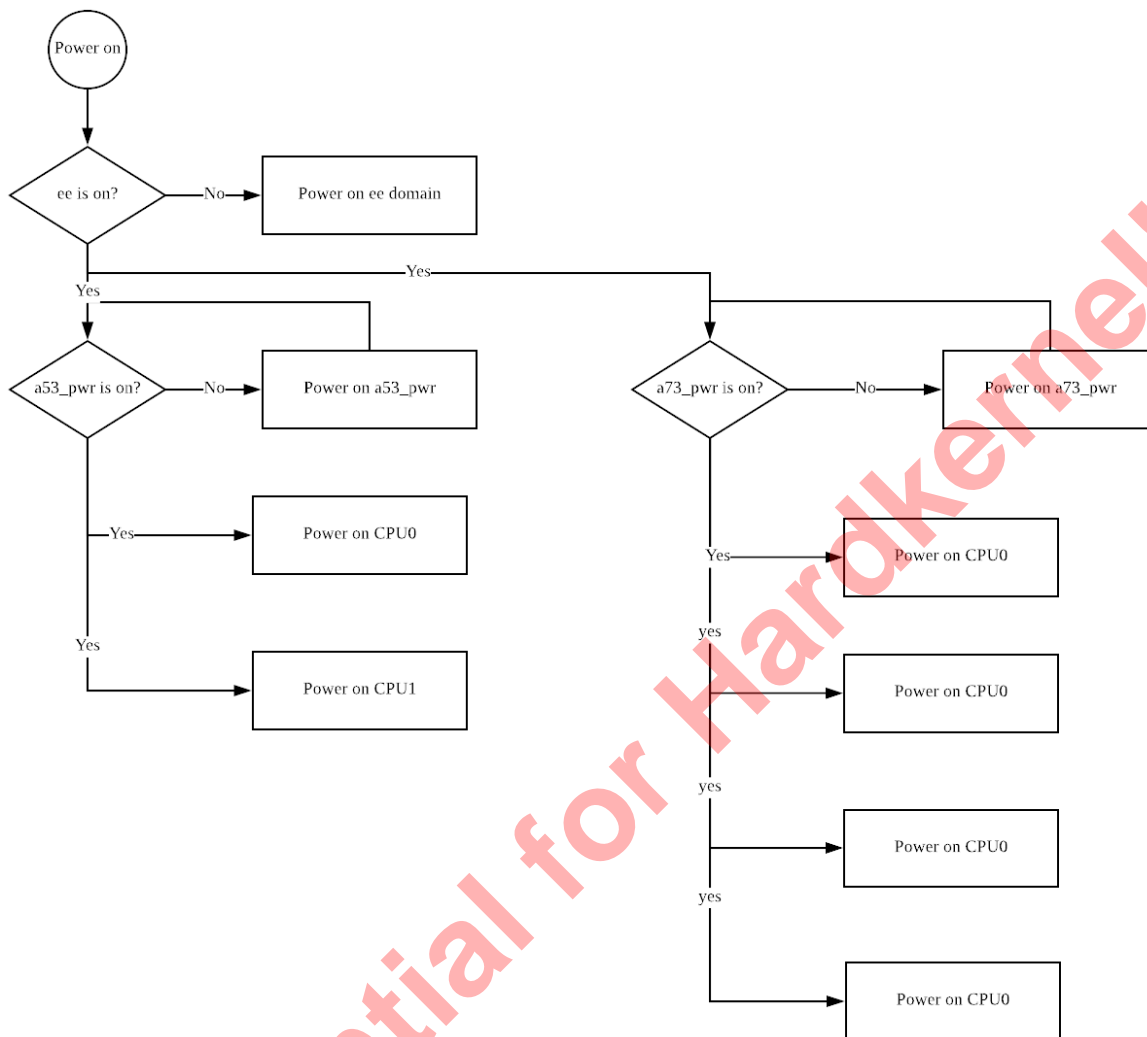 Power on
ee is on?
No
Power on ee domain
Yes
Yes
a53_pwr is on?
No
Power on a53_pwr
a73_pwr is on?
No
Power on a73_pwr
Yes
Power on CPU0
Yes
Power on CPU0
yes
Yes
Power on CPU1
Power on CPU0
yes
Power on CPU0
yes
Power on CPU0
ntial for Hardkernel